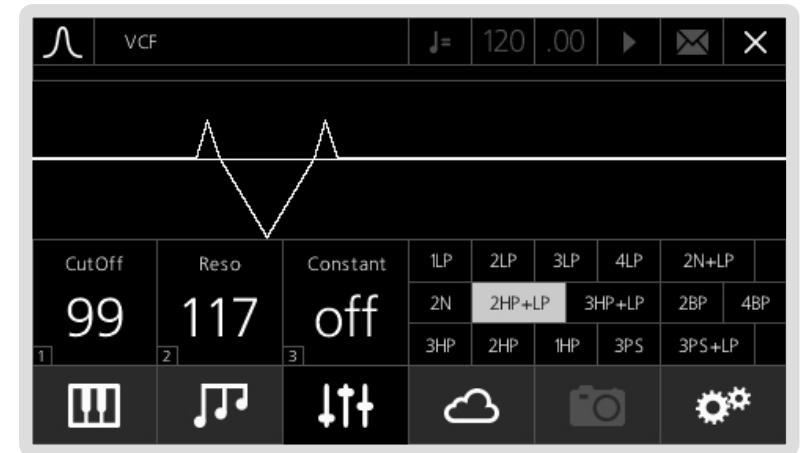 VCF ♩= 120 .00
CutOff Reso Constant
99 117 off
1 2 3
1LP 2LP 3LP 4LP 2N+LP
2N 2HP+LP 3HP+LP 2BP 4BP
3HP 2HP 1HP 3PS 3PS+LP